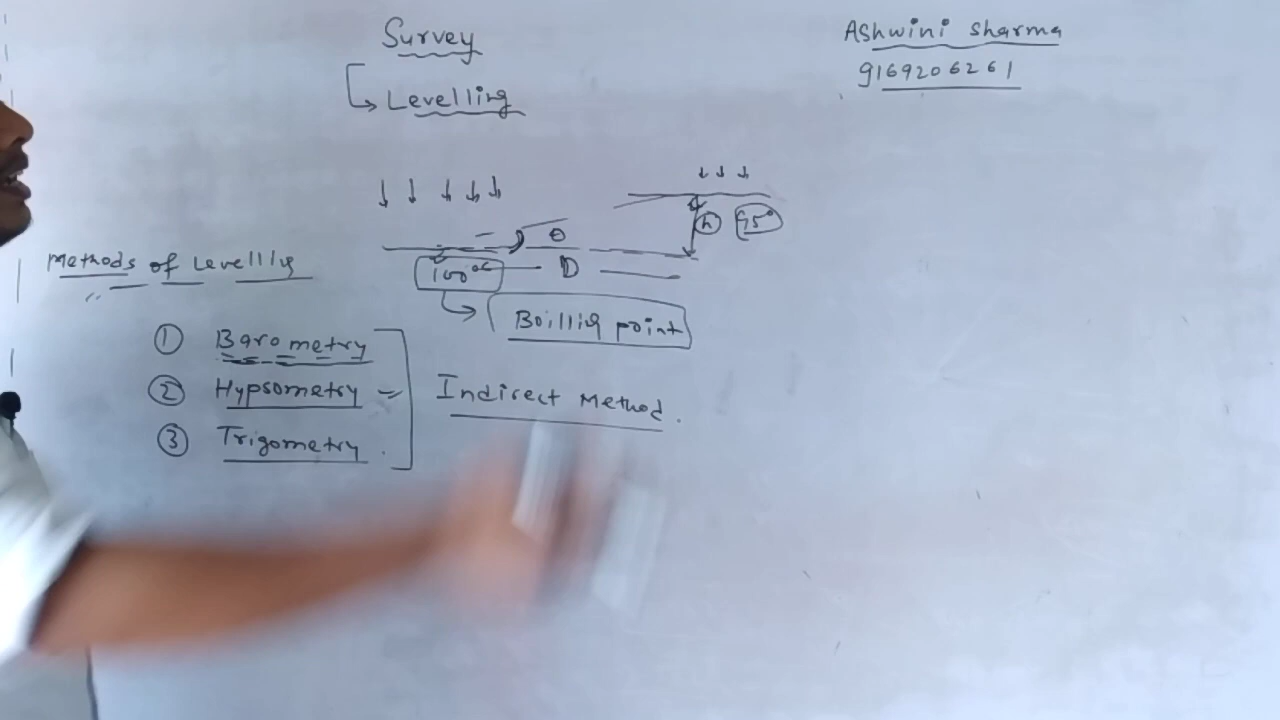 Survey
Levelling
Ashwini Sharma
9169206261
h 95°
θ
100°C D
Boilling point
Methods of Levellig
① Barometry
② Hypsometry
③ Trigometry.
Indirect Method.